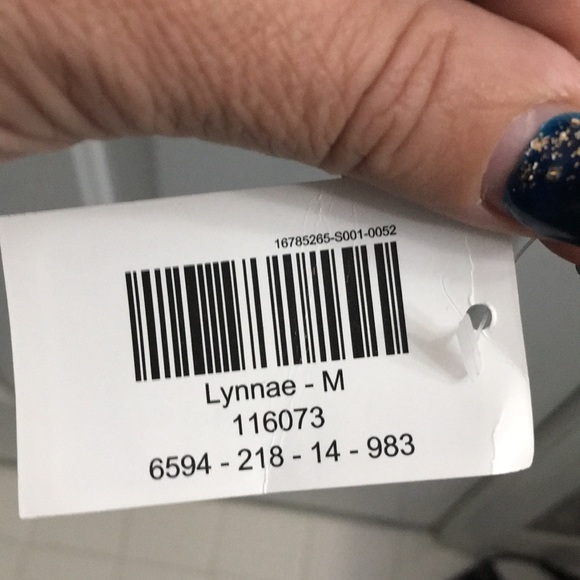 16785265-S001-0052
Lynnae - M
116073
6594 - 218 - 14 - 983